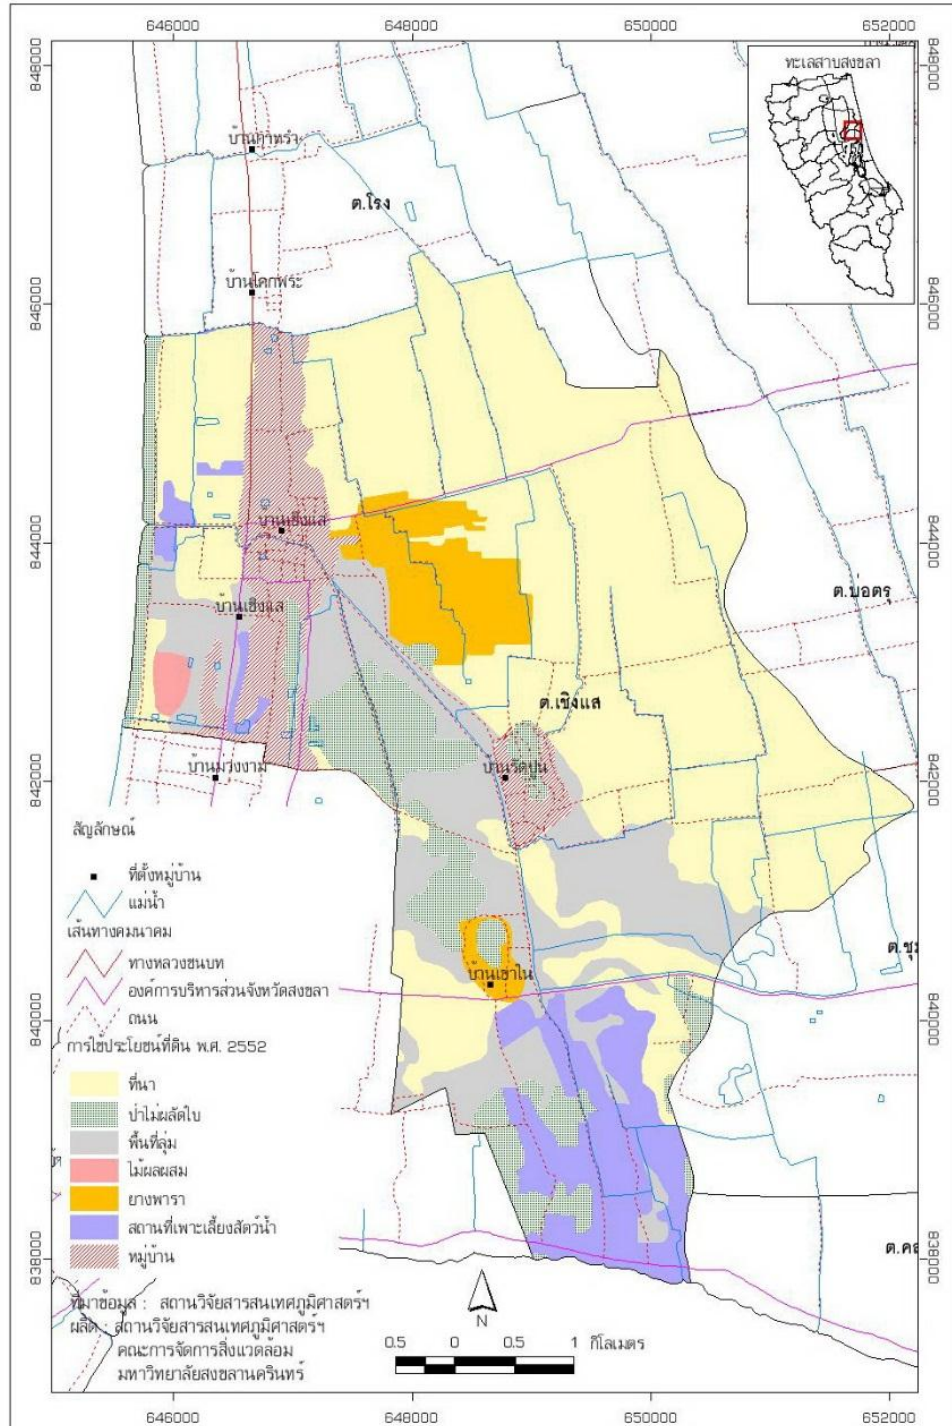 646000 648000 650000 652000
848000 848000
ทะเลสาบสงขลา
บ้านกาหรำ
ต.โรง
บ้านโคกพระ
846000 846000
844000 844000
บ้านเชิงแส
ต.บ่อตรุ
บ้านเชิงแส
ต.เชิงแส
842000 842000
บ้านม่วงงาม
บ้านรัดปูน
สัญลักษณ์
ที่ตั้งหมู่บ้าน
แม่น้ำ
เส้นทางคมนาคม
ทางหลวงชนบท
องค์การบริหารส่วนจังหวัดสงขลา
ถนน
บ้านเขาใน
840000 840000
การใช้ประโยชน์ที่ดิน พ.ศ. 2552
ที่นา
ป่าไม่ผลัดใบ
พื้นที่ลุ่ม
ไม้ผลผสม
ยางพารา
สถานที่เพาะเลี้ยงสัตว์น้ำ
หมู่บ้าน
838000 838000
ที่มาข้อมูล : สถานวิจัยสารสนเทศภูมิศาสตร์ฯ
ผลิต : สถานวิจัยสารสนเทศภูมิศาสตร์ฯ
คณะการจัดการสิ่งแวดล้อม
มหาวิทยาลัยสงขลานครินทร์
N
0.5 0 0.5 1 กิโลเมตร
646000 648000 650000 652000